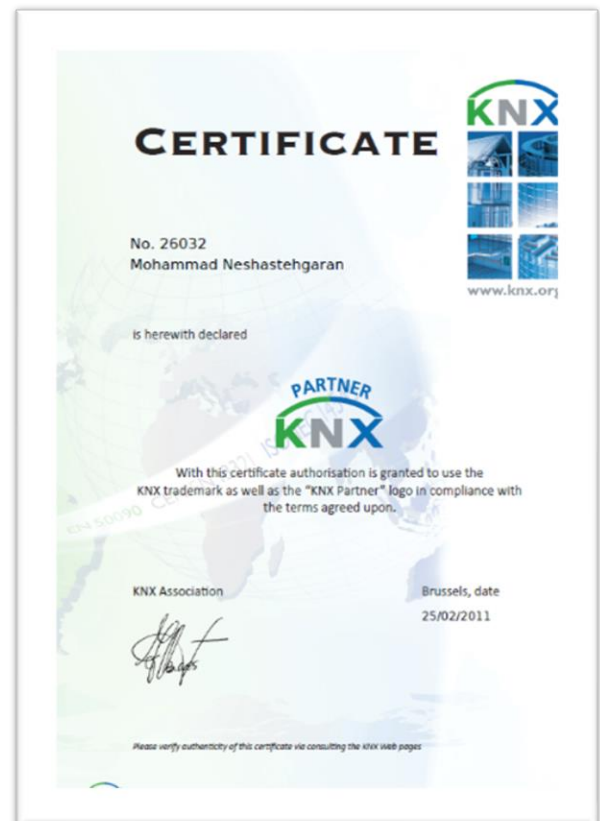 KNX
CERTIFICATE
No. 26032
Mohammad Neshastehgaran
www.knx.org
is herewith declared
PARTNER
KNX
With this certificate authorisation is granted to use the
KNX trademark as well as the "KNX Partner" logo in compliance with
the terms agreed upon.
EN 50090
KNX Association
Brussels, date
25/02/2011
Please verify authenticity of this certificate via consulting the KNX Web pages